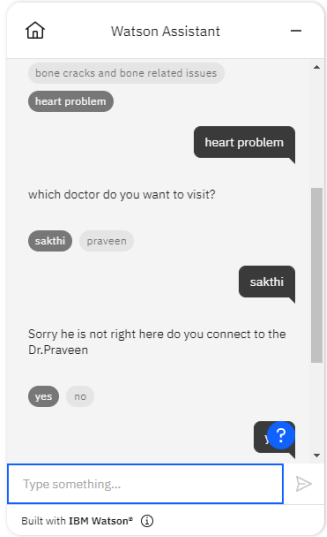 Watson Assistant
bone cracks and bone related issues
heart problem
heart problem
which doctor do you want to visit?
sakthi praveen
sakthi
Sorry he is not right here do you connect to the
Dr.Praveen
yes no
?
Type something...
Built with IBM Watson®